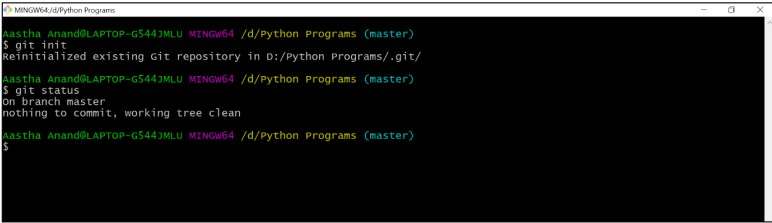 MINGW64:/d/Python Programs
Aastha Anand@LAPTOP-G544JMLU MINGW64 /d/Python Programs (master)
$ git init
Reinitialized existing Git repository in D:/Python Programs/.git/
Aastha Anand@LAPTOP-G544JMLU MINGW64 /d/Python Programs (master)
$ git status
On branch master
nothing to commit, working tree clean
Aastha Anand@LAPTOP-G544JMLU MINGW64 /d/Python Programs (master)
$